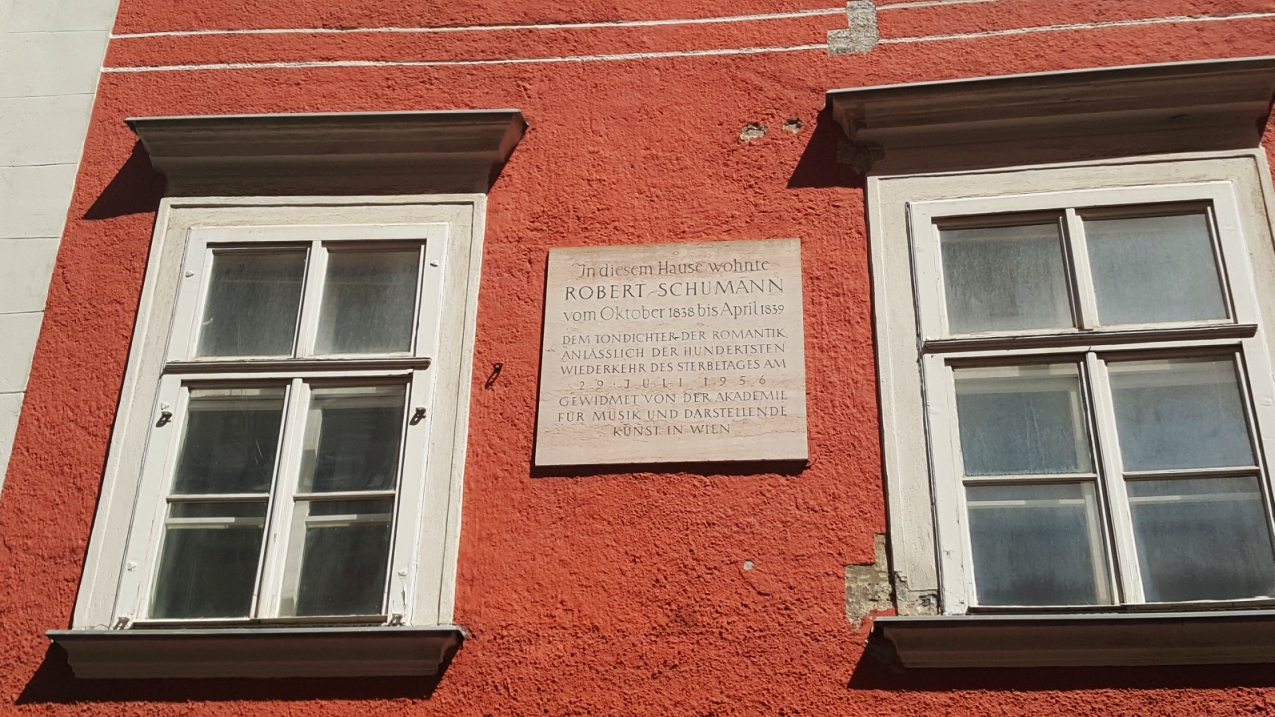 In diesem Hause wohnte
ROBERT-SCHUMANN
vom Oktober 1838 bis April 1839
DEM TONDICHTER DER ROMANTIK
ANLÄSSLICH DER HUNDERTSTEN
WIEDERKEHR DES STERBETAGES AM
29·JULI 1956
GEWIDMET VON DER AKADEMIE
FÜR MUSIK UND DARSTELLENDE
KUNST IN WIEN